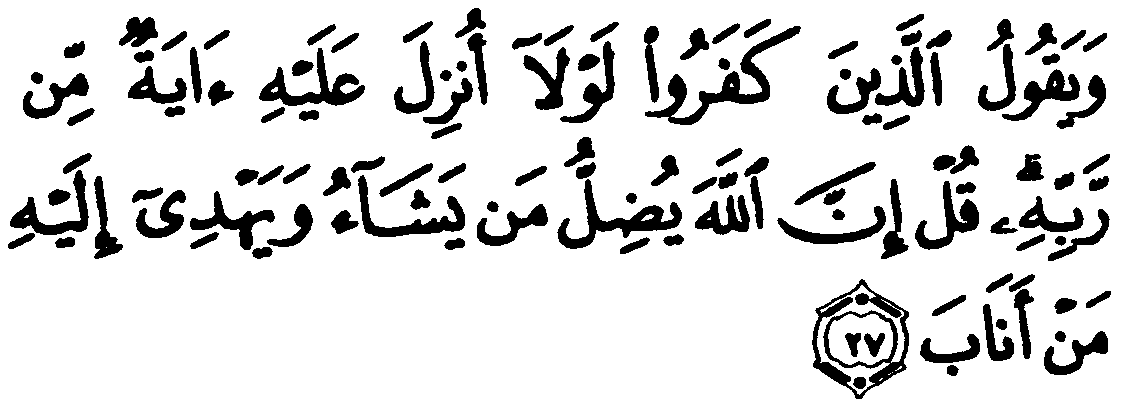 وَيَقُولُ ٱلَّذِينَ كَفَرُوا۟ لَوْلَآ أُنزِلَ عَلَيْهِ ءَايَةٌ مِّن
رَّبِّهِۦ ۗ قُلْ إِنَّ ٱللَّهَ يُضِلُّ مَن يَشَآءُ وَيَهْدِىٓ إِلَيْهِ
مَنْ أَنَابَ ٢٧